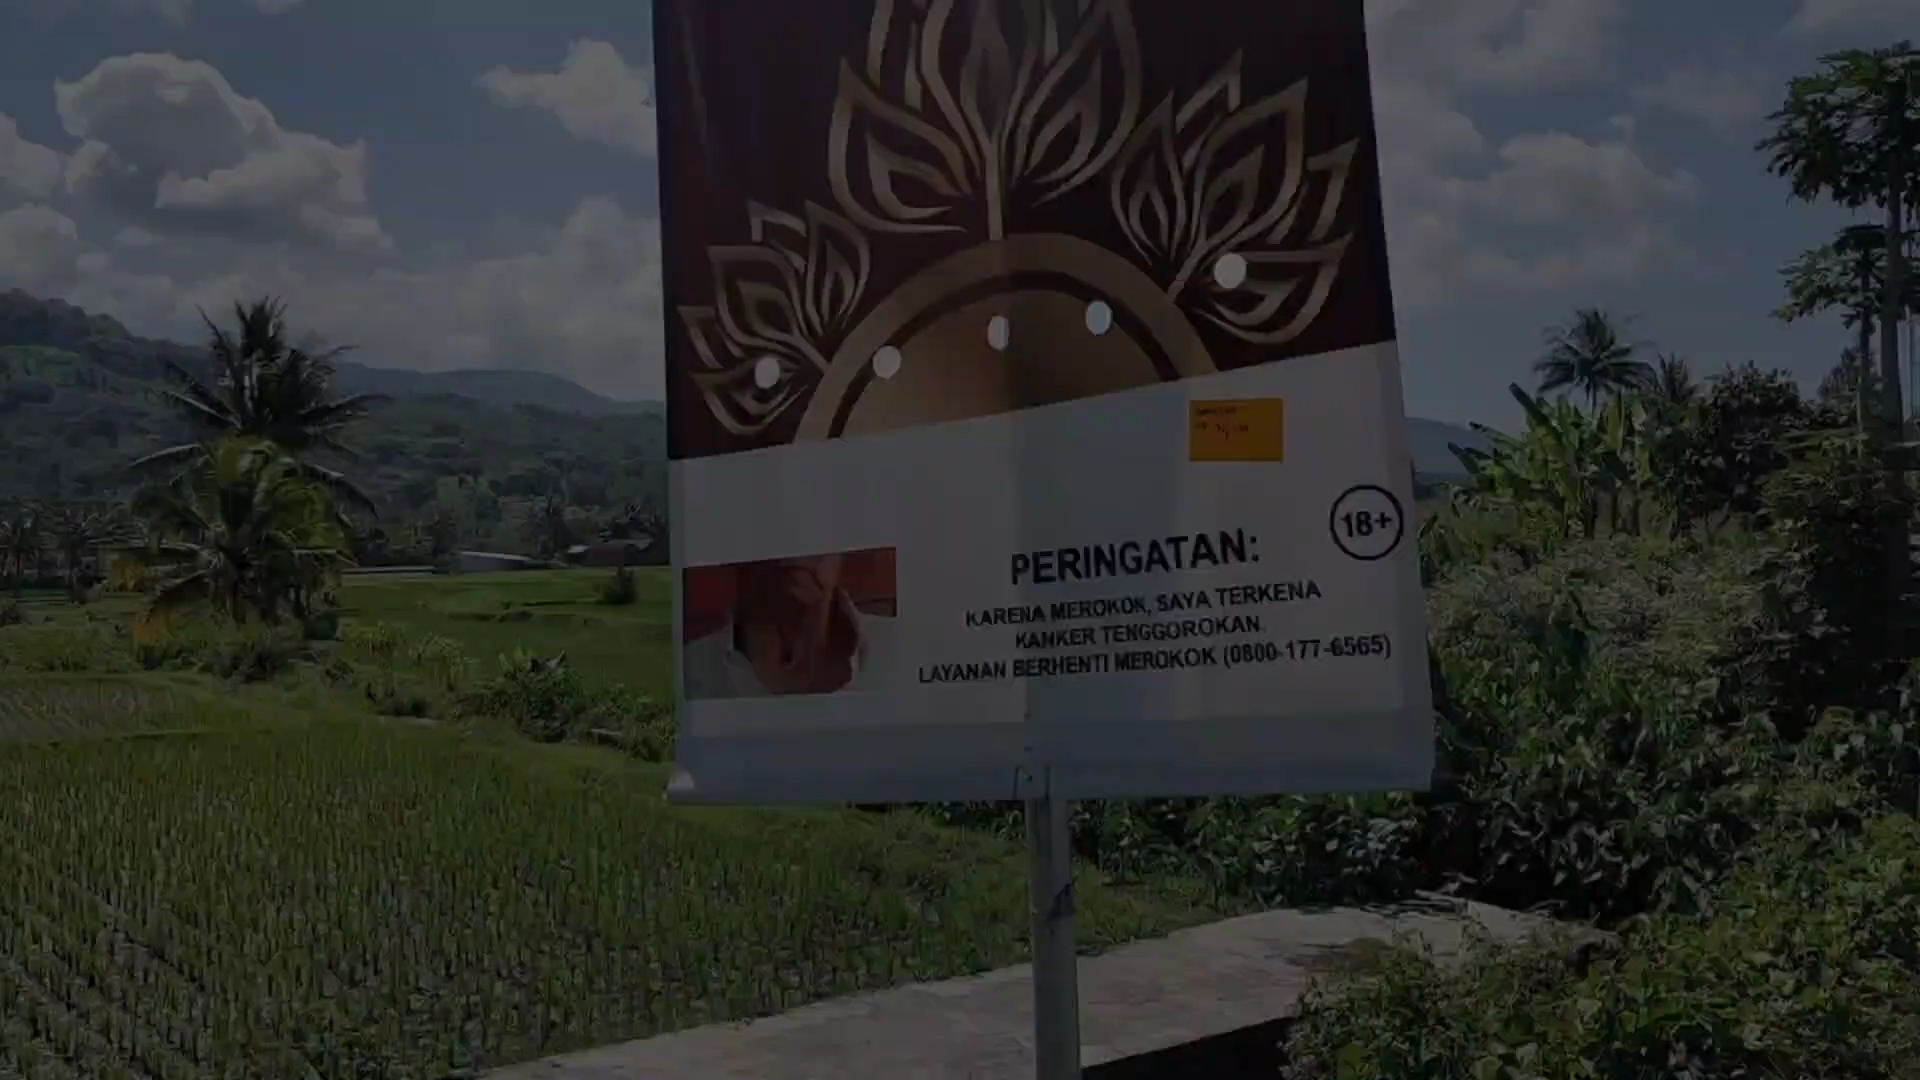 18+
PERINGATAN:
KARENA MEROKOK, SAYA TERKENA
KANKER TENGGOROKAN.
LAYANAN BERHENTI MEROKOK (0800-177-6565)